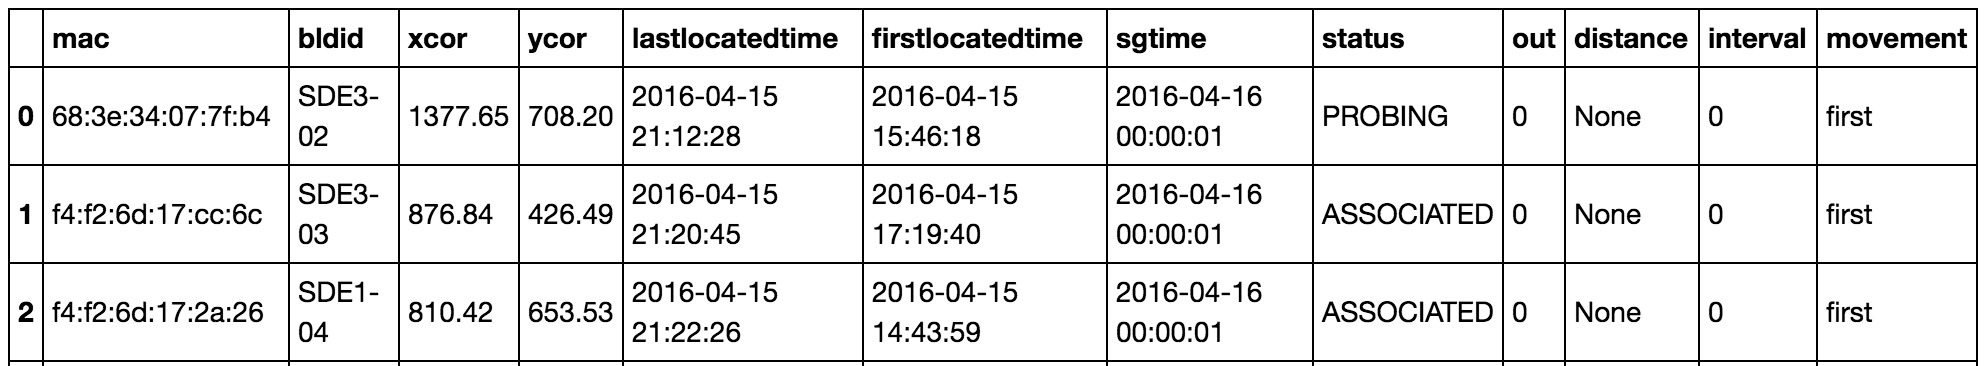 mac bldid xcor ycor lastlocatedtime firstlocatedtime sgtime status out distance interval movement
0 68:3e:34:07:7f:b4 SDE3-02 1377.65 708.20 2016-04-15 21:12:28 2016-04-15 15:46:18 2016-04-16 00:00:01 PROBING 0 None 0 first
1 f4:f2:6d:17:cc:6c SDE3-03 876.84 426.49 2016-04-15 21:20:45 2016-04-15 17:19:40 2016-04-16 00:00:01 ASSOCIATED 0 None 0 first
2 f4:f2:6d:17:2a:26 SDE1-04 810.42 653.53 2016-04-15 21:22:26 2016-04-15 14:43:59 2016-04-16 00:00:01 ASSOCIATED 0 None 0 first